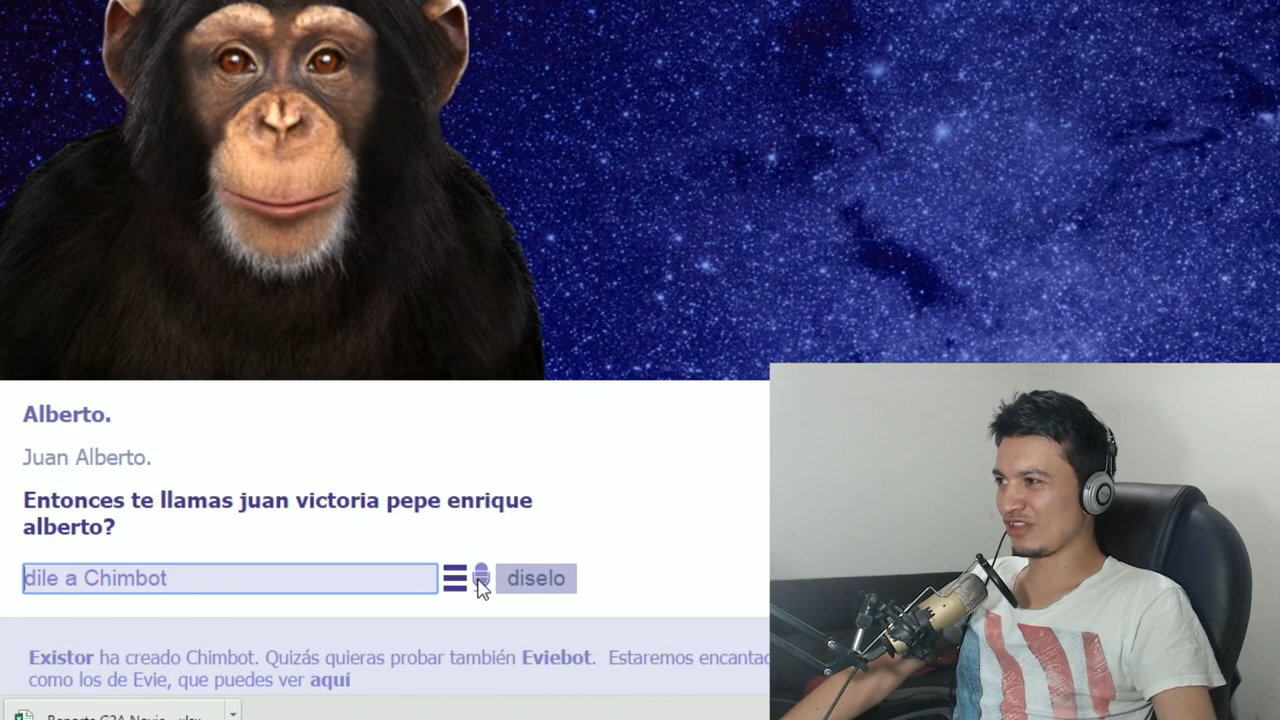 Alberto.
Juan Alberto.
Entonces te llamas juan victoria pepe enrique
alberto?
dile a Chimbot
diselo
Existor ha creado Chimbot. Quizás quieras probar también Eviebot. Estaremos encantad
como los de Evie, que puedes ver aquí